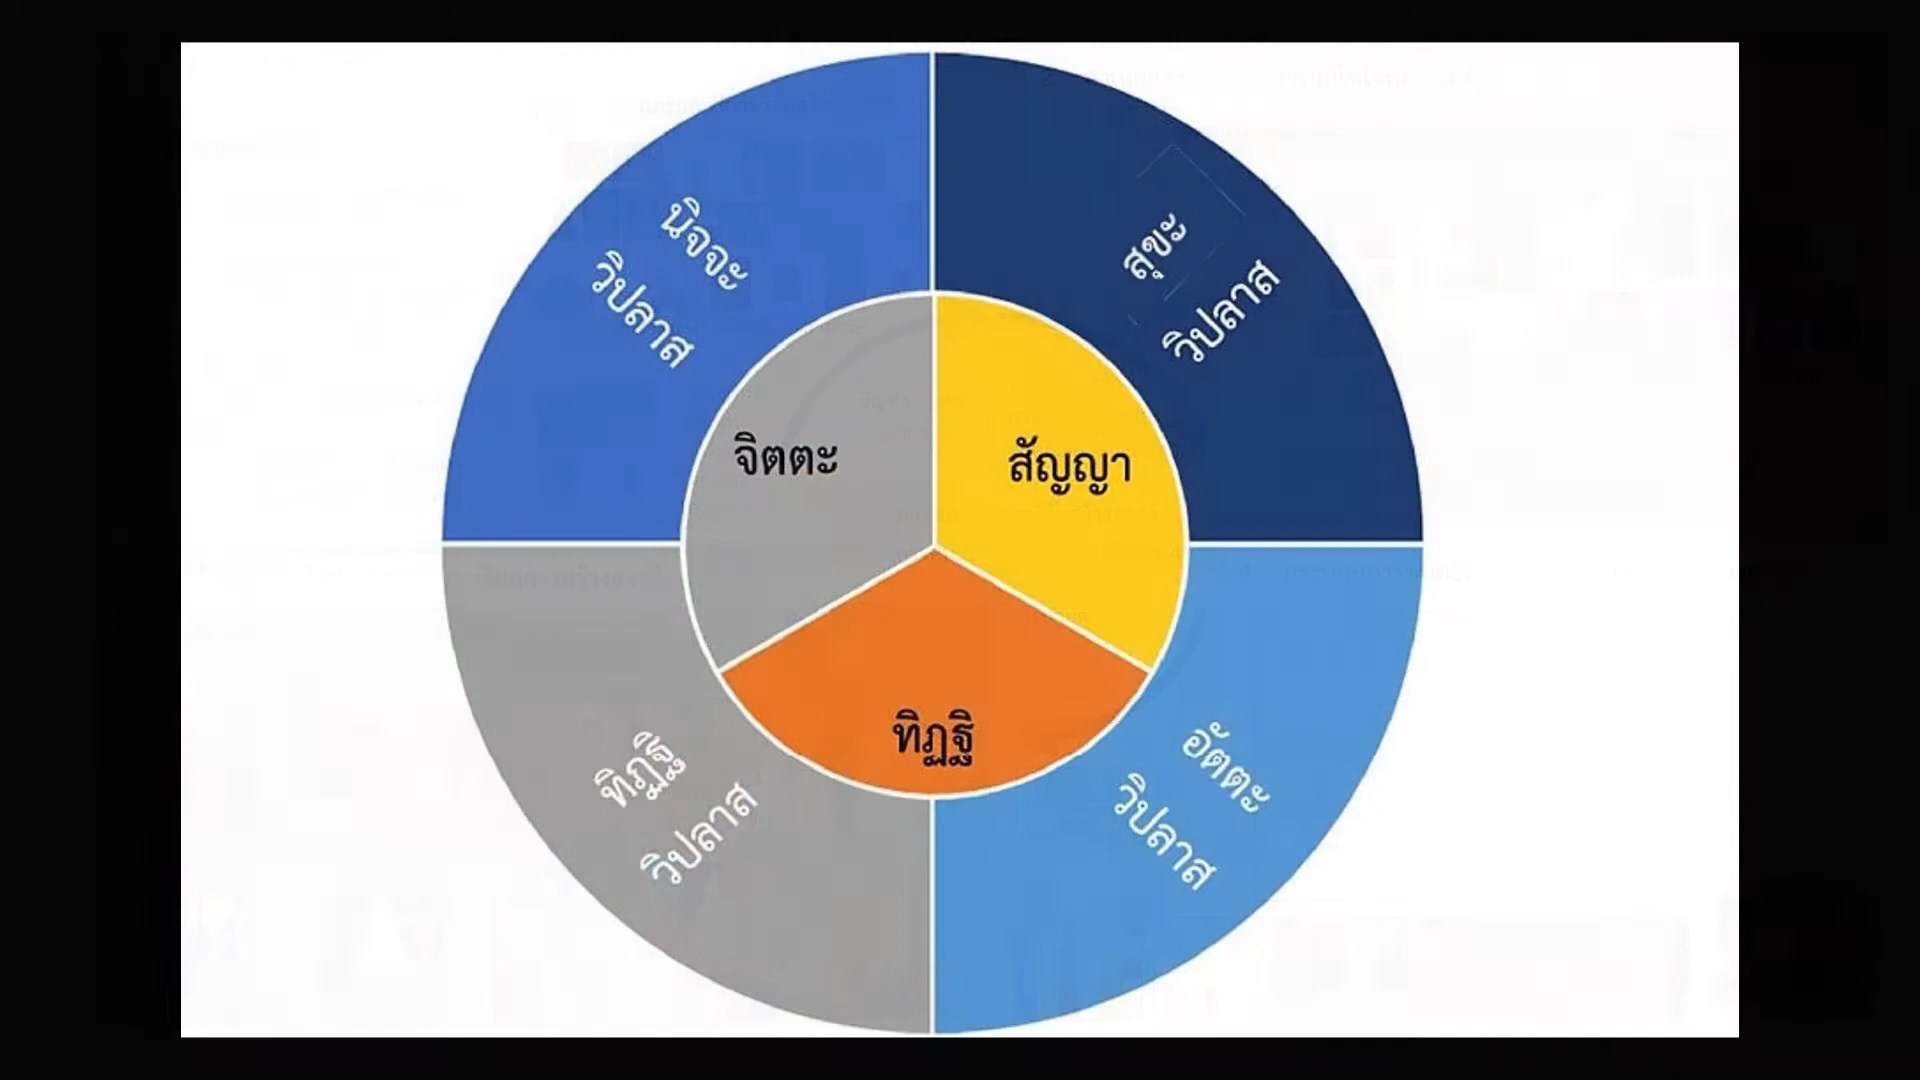 นิจจะ
วิปลาส
สุขะ
วิปลาส
จิตตะ
สัญญา
ทิฏฐิ
ทิฏฐิ
วิปลาส
อัตตะ
วิปลาส